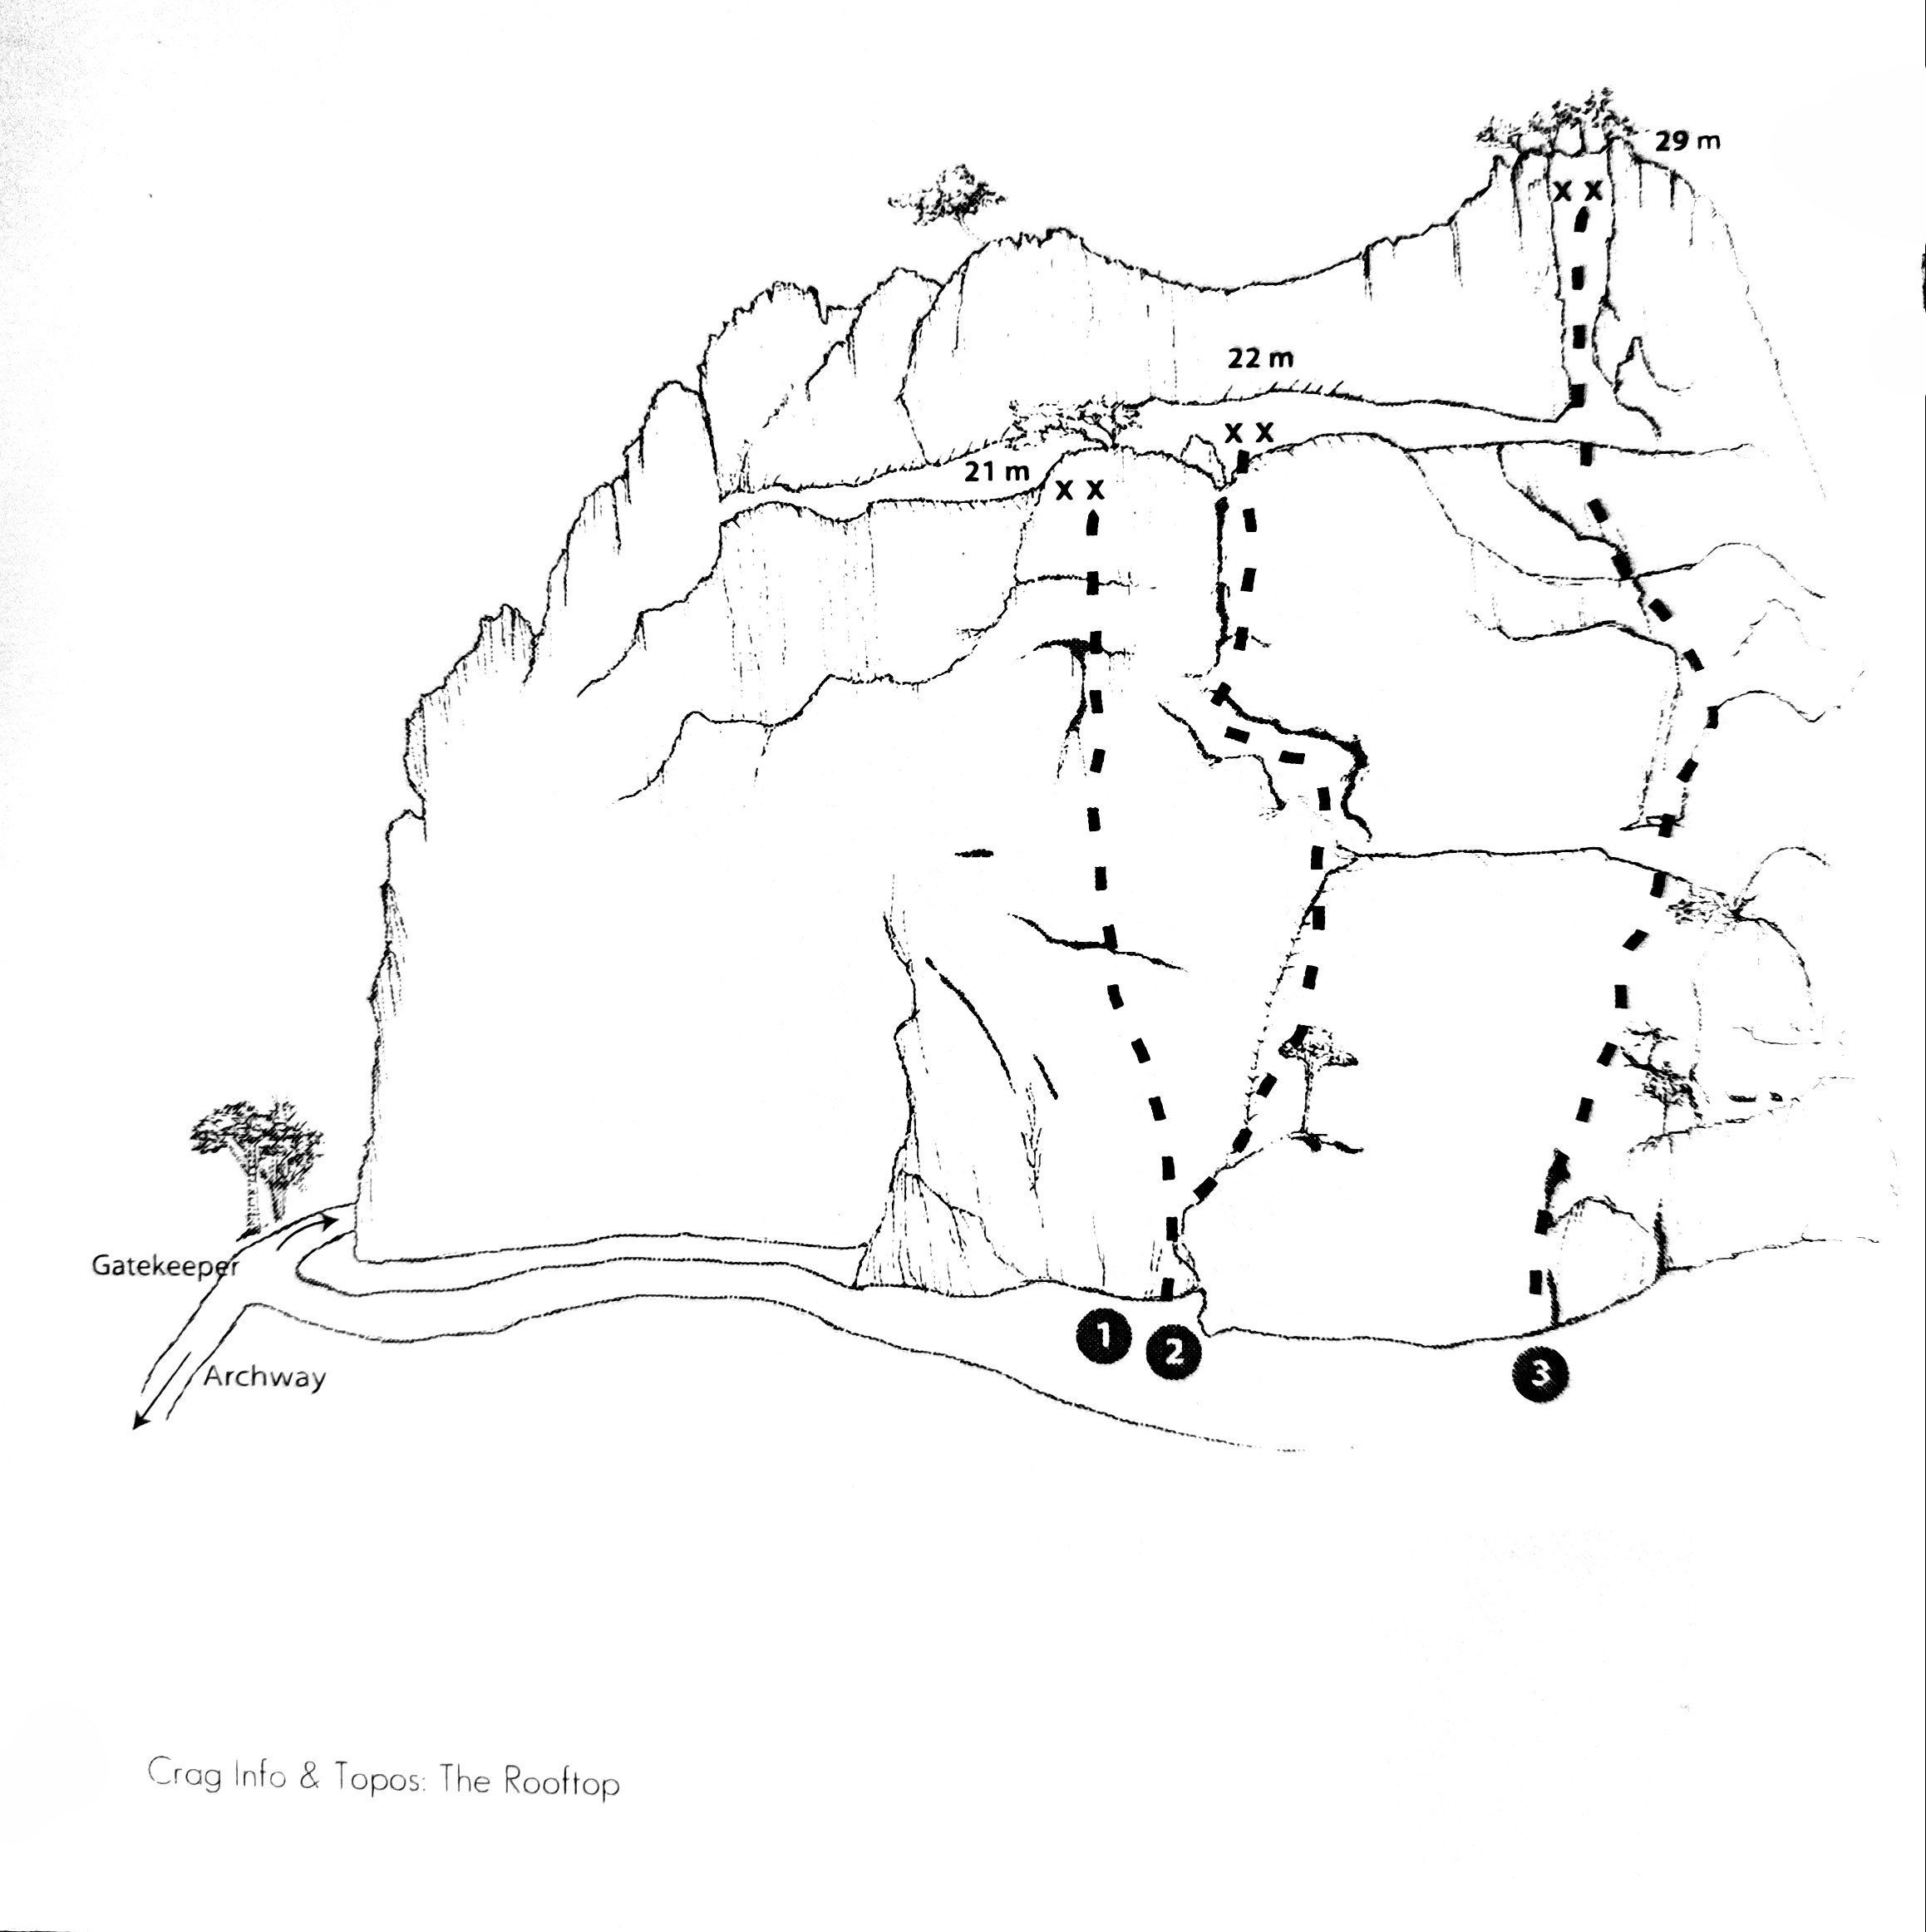 29 m
X X
22 m
X X
21 m
X X
Gatekeeper
Archway
1
2
3
Crag Info & Topos: The Rooftop